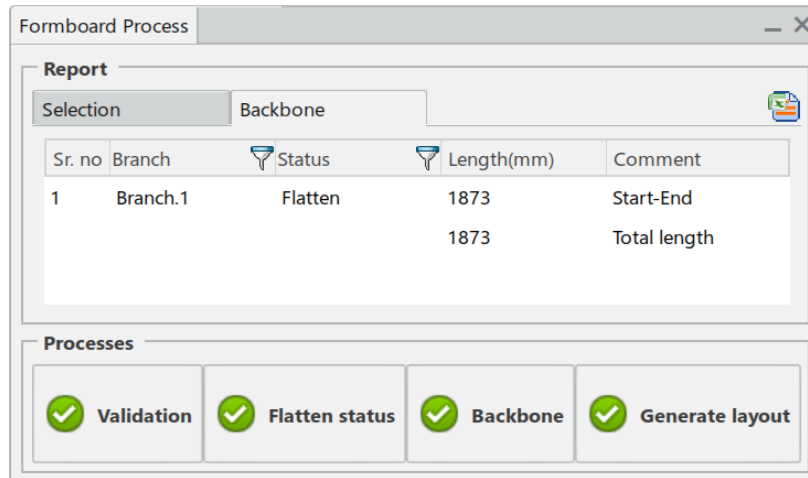 Formboard Process
Report
Selection Backbone
Sr. no Branch Status Length(mm) Comment
1 Branch.1 Flatten 1873 Start-End
1873 Total length
Processes
Validation Flatten status Backbone Generate layout